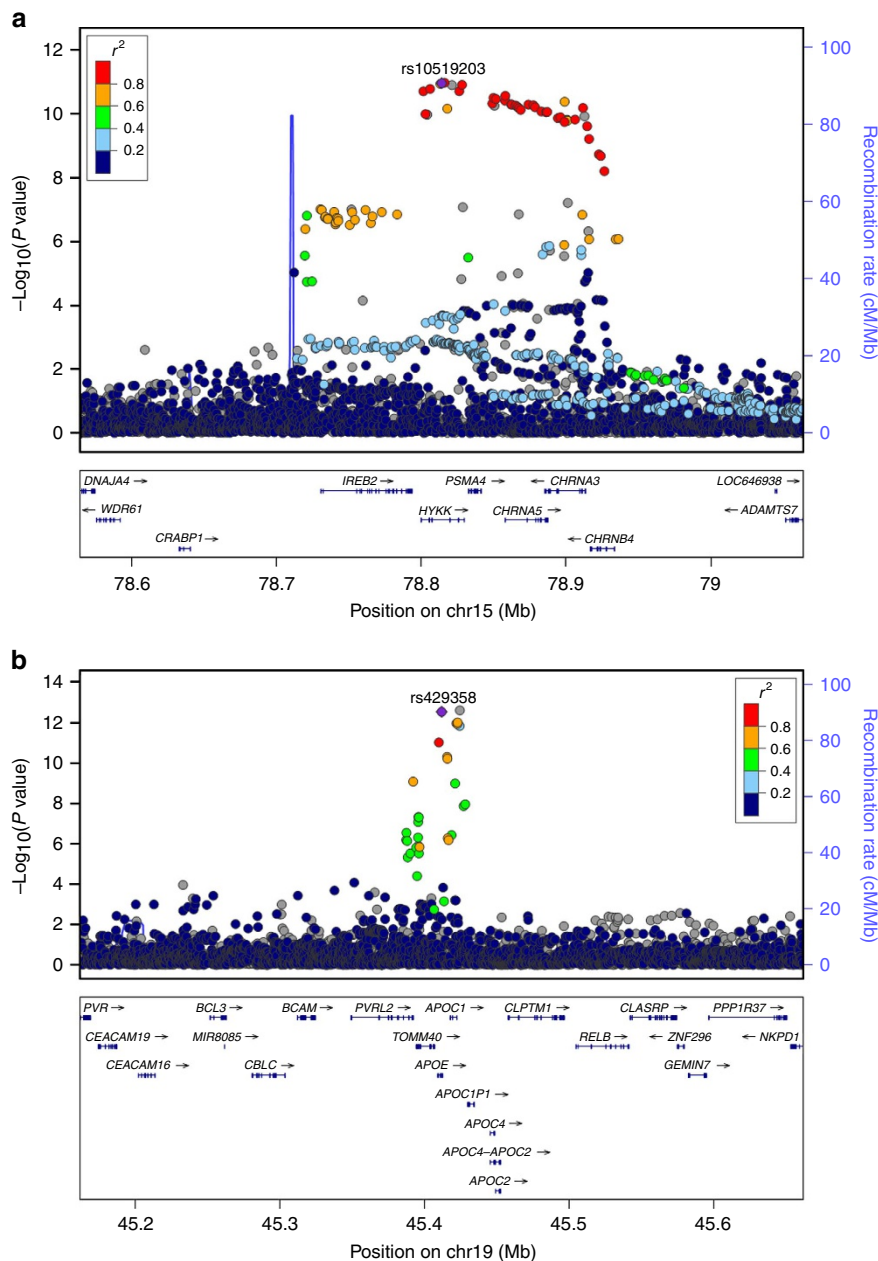 a
r²
0.8
0.6
0.4
0.2
rs10519203
12
10
8
6
4
2
0
−Log10(P value)
100
80
60
40
20
0
Recombination rate (cM/Mb)
DNAJA4 → IREB2 → PSMA4 → ← CHRNA3 LOC646938 →
← WDR61 HYKK → CHRNA5 → ← ADAMTS7
CRABP1 → ← CHRNB4
78.6 78.7 78.8 78.9 79
Position on chr15 (Mb)
b
rs429358
r²
0.8
0.6
0.4
0.2
14
12
10
8
6
4
2
0
−Log10(P value)
100
80
60
40
20
0
Recombination rate (cM/Mb)
PVR → BCL3 → BCAM → PVRL2 → APOC1 → CLPTM1 → CLASRP → PPP1R37 →
CEACAM19 → MIR8085 → TOMM40 → RELB → ← ZNF296 ← NKPD1
CEACAM16 → CBLC → APOE → GEMIN7 →
APOC1P1 →
APOC4 →
APOC4–APOC2 →
APOC2 →
45.2 45.3 45.4 45.5 45.6
Position on chr19 (Mb)